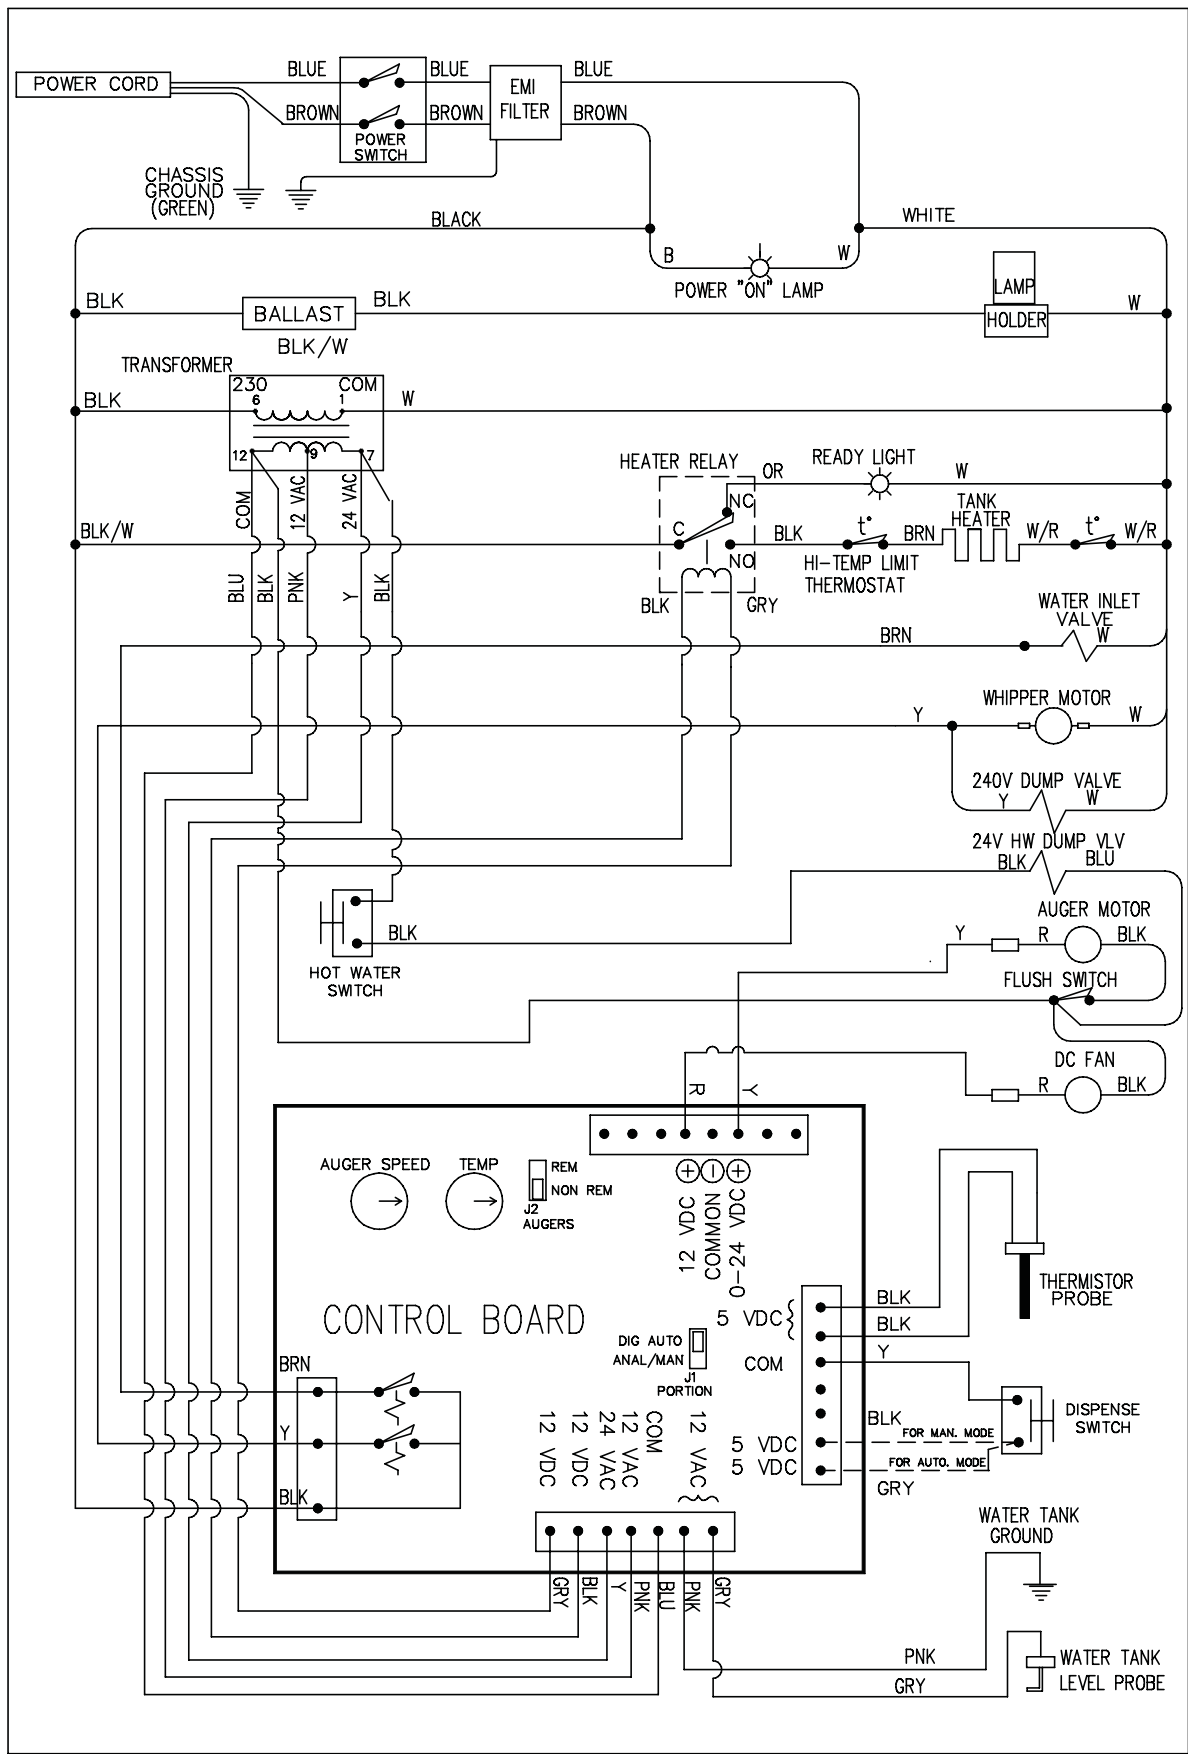 POWER CORD
BLUE
BLUE
BLUE
EMI
FILTER
BROWN
BROWN
BROWN
POWER
SWITCH
CHASSIS
GROUND
(GREEN)
BLACK
WHITE
B
W
POWER "ON" LAMP
LAMP
HOLDER
BLK
BALLAST
BLK
W
BLK/W
TRANSFORMER
230
COM
6
1
BLK
W
12
9
7
COM
12 VAC
24 VAC
HEATER RELAY
OR
READY LIGHT
W
NC
C
NO
BLK/W
BLK
t°
BRN
TANK
HEATER
W/R
t°
W/R
HI-TEMP LIMIT
THERMOSTAT
BLU
BLK
PNK
Y
BLK
BLK
GRY
WATER INLET
VALVE
BRN
W
WHIPPER MOTOR
Y
W
240V DUMP VALVE
Y
W
24V HW DUMP VLV
BLK
BLU
AUGER MOTOR
BLK
Y
R
BLK
HOT WATER
SWITCH
FLUSH SWITCH
DC FAN
R
BLK
R
Y
AUGER SPEED
TEMP
REM
NON REM
J2
AUGERS
+
−
+
12 VDC
COMMON
0-24 VDC
THERMISTOR
PROBE
CONTROL BOARD
5 VDC
BLK
BLK
DIG AUTO
ANAL/MAN
J1
PORTION
COM
Y
BRN
Y
BLK
12 VDC
12 VDC
24 VAC
12 VAC
COM
12 VAC
BLK
FOR MAN. MODE
5 VDC
5 VDC
FOR AUTO. MODE
GRY
DISPENSE
SWITCH
WATER TANK
GROUND
GRY
BLK
Y
PNK
BLU
PNK
GRY
PNK
GRY
WATER TANK
LEVEL PROBE